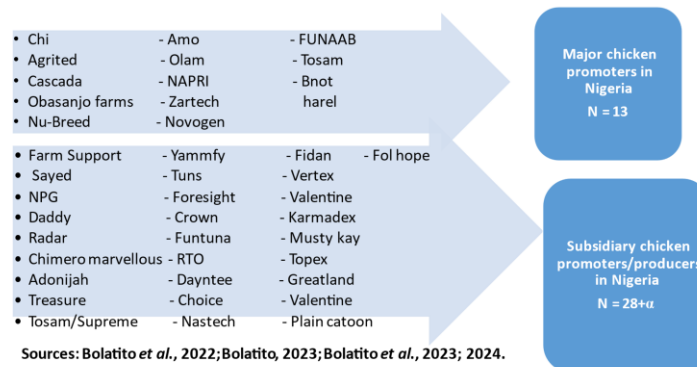 • Chi - Amo - FUNAAB
• Agrited - Olam - Tosam
• Cascada - NAPRI - Bnot
• Obasanjo farms - Zartech harel
• Nu-Breed - Novogen
Major chicken
promoters in
Nigeria
N = 13
• Farm Support - Yammfy - Fidan - Fol hope
• Sayed - Tuns - Vertex
• NPG - Foresight - Valentine
• Daddy - Crown - Karmadex
• Radar - Funtuna - Musty kay
• Chimero marvellous - RTO - Topex
• Adonijah - Dayntee - Greatland
• Treasure - Choice - Valentine
• Tosam/Supreme - Nastech - Plain catoon
Subsidiary chicken
promoters/producers
in Nigeria
N = 28+α
Sources: Bolatito et al., 2022;Bolatito, 2023;Bolatito et al., 2023; 2024.